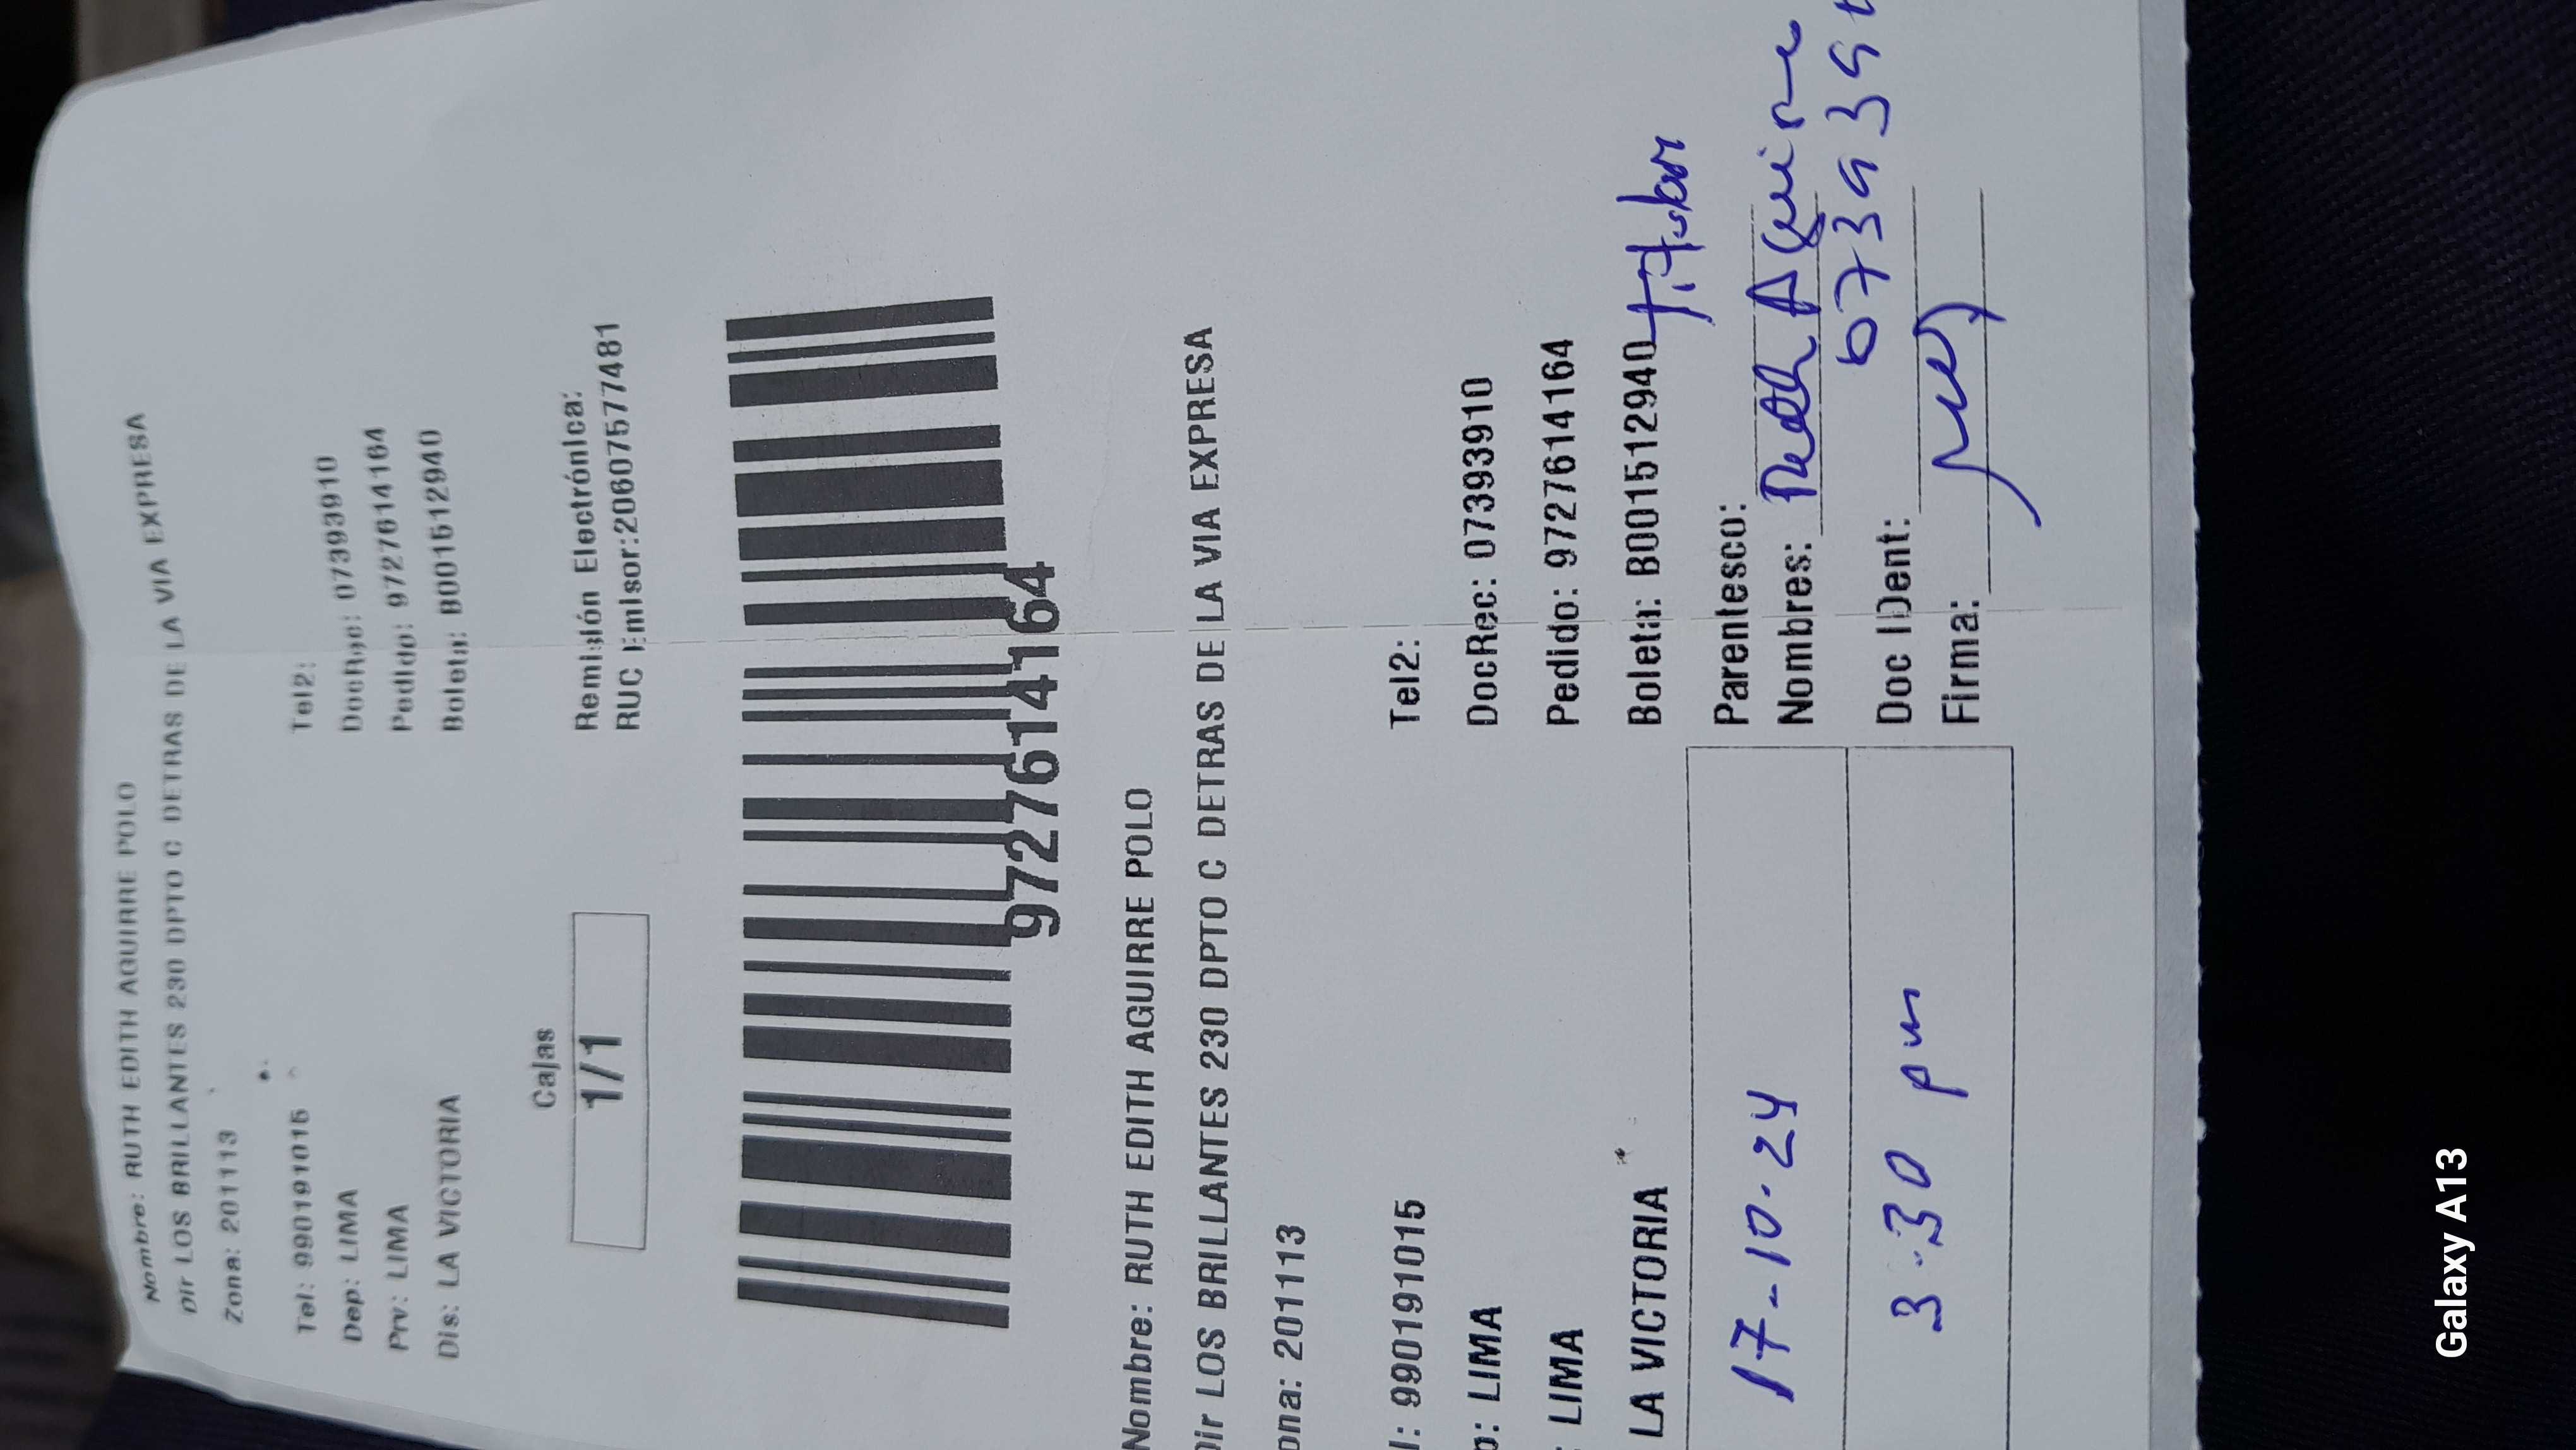 Nombre: RUTH EDITH AGUIRRE POLO
Dir LOS BRILLANTES 230 DPTO C DETRAS DE LA VIA EXPRESA
Zona: 201113
Tel: 990191015 Tel2:
Dep: LIMA DocRec: 07393910
Prv: LIMA Pedido: 9727614164
Dis: LA VICTORIA Boleta: B001512940
Cajas
1/1
Remisión Electrónica:
RUC Emisor:20607577481
9727614164
Nombre: RUTH EDITH AGUIRRE POLO
Dir LOS BRILLANTES 230 DPTO C DETRAS DE LA VIA EXPRESA
ona: 201113
l: 990191015 Tel2:
p: LIMA DocRec: 07393910
: LIMA Pedido: 9727614164
LA VICTORIA Boleta: B001512940
Parentesco: Titular
17-10-24 Nombres: Ruth Aguirre
Doc IDent: 073939
3:30 pm Firma:
Galaxy A13